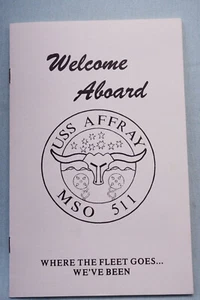 Welcome
Aboard
USS AFFRAY
MSO 511
WHERE THE FLEET GOES...
WE'VE BEEN